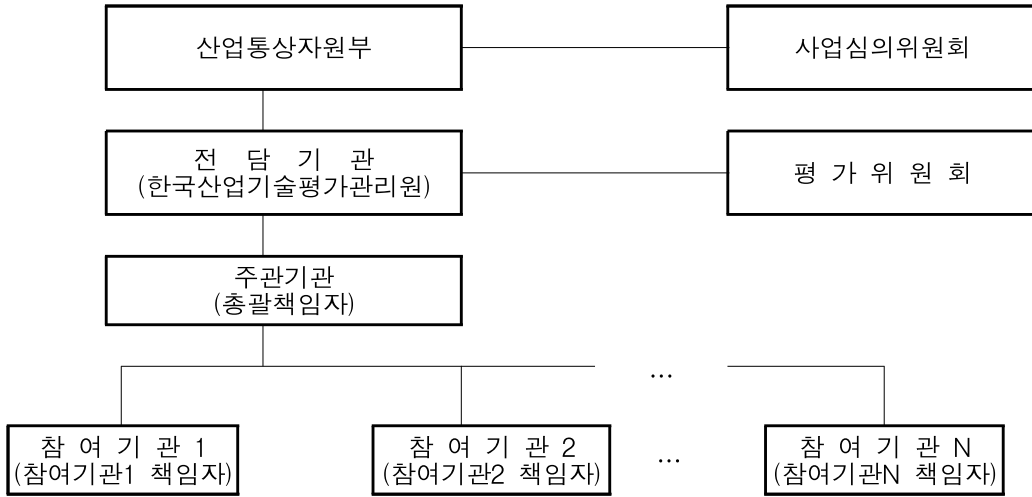 산업통상자원부
사업심의위원회
전 담 기 관
(한국산업기술평가관리원)
평 가 위 원 회
주관기관
(총괄책임자)
...
참 여 기 관 1
(참여기관1 책임자)
참 여 기 관 2
(참여기관2 책임자)
...
참 여 기 관 N
(참여기관N 책임자)